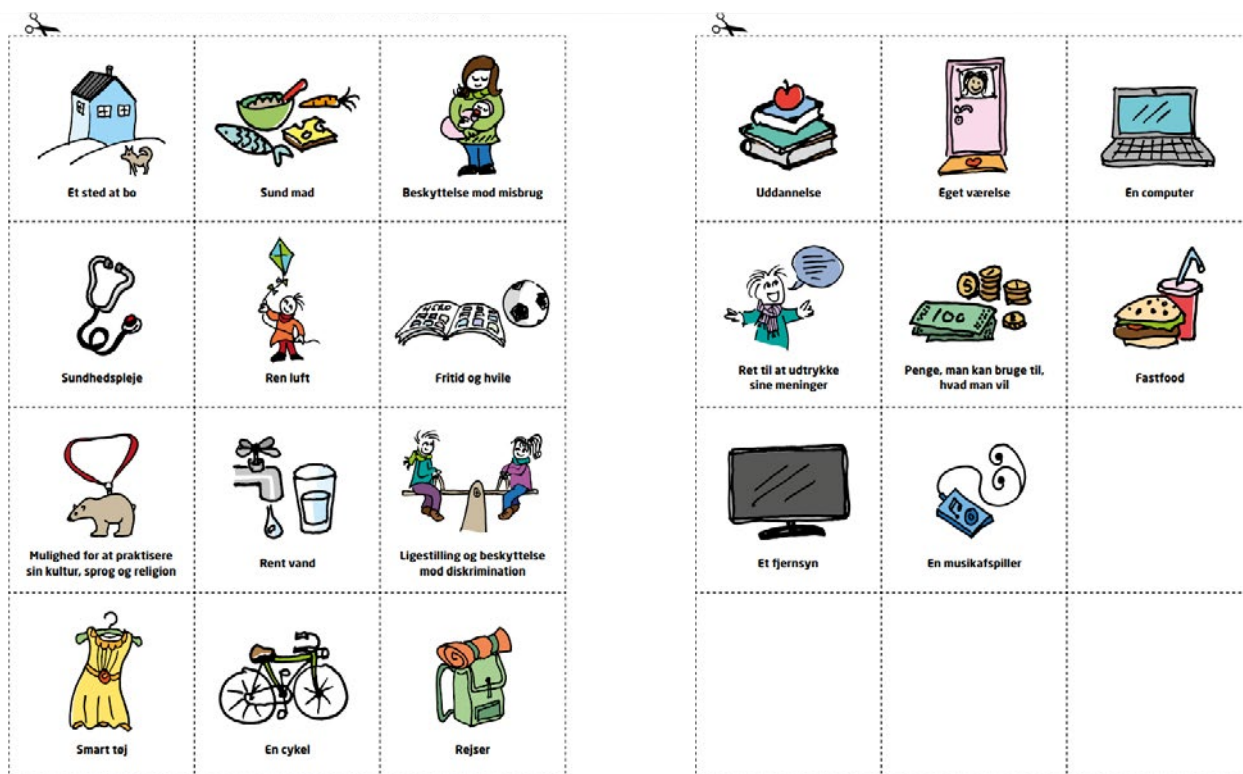 Et sted at bo
Sund mad
Beskyttelse mod misbrug
Sundhedspleje
Ren luft
Fritid og hvile
Mulighed for at praktisere
sin kultur, sprog og religion
Rent vand
Ligestilling og beskyttelse
mod diskrimination
Smart tøj
En cykel
Rejser
Uddannelse
Eget værelse
En computer
Ret til at udtrykke
sine meninger
100
Penge, man kan bruge til,
hvad man vil
Fastfood
Et fjernsyn
En musikafspiller